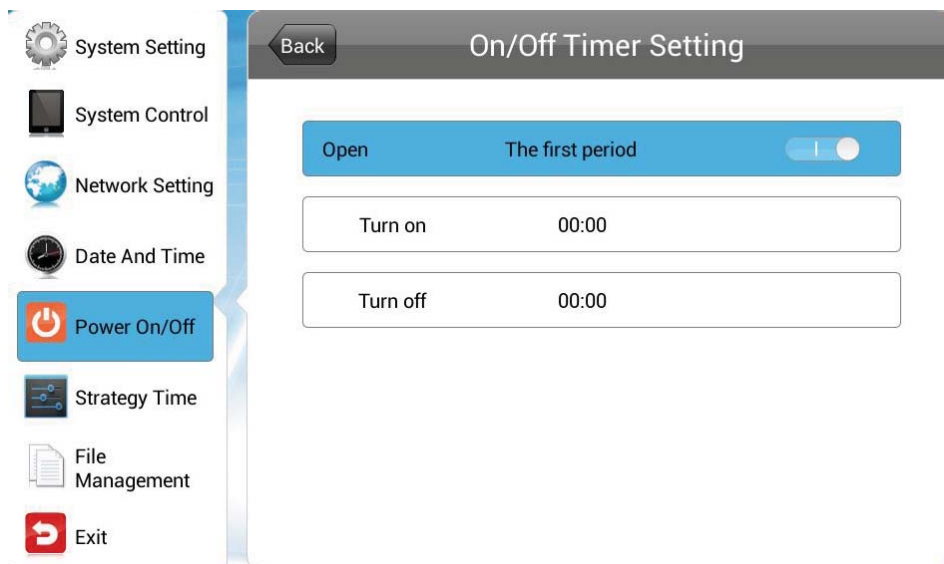 System Setting
System Control
Network Setting
Date And Time
Power On/Off
Strategy Time
File
Management
Exit
Back
On/Off Timer Setting
Open The first period
Turn on 00:00
Turn off 00:00